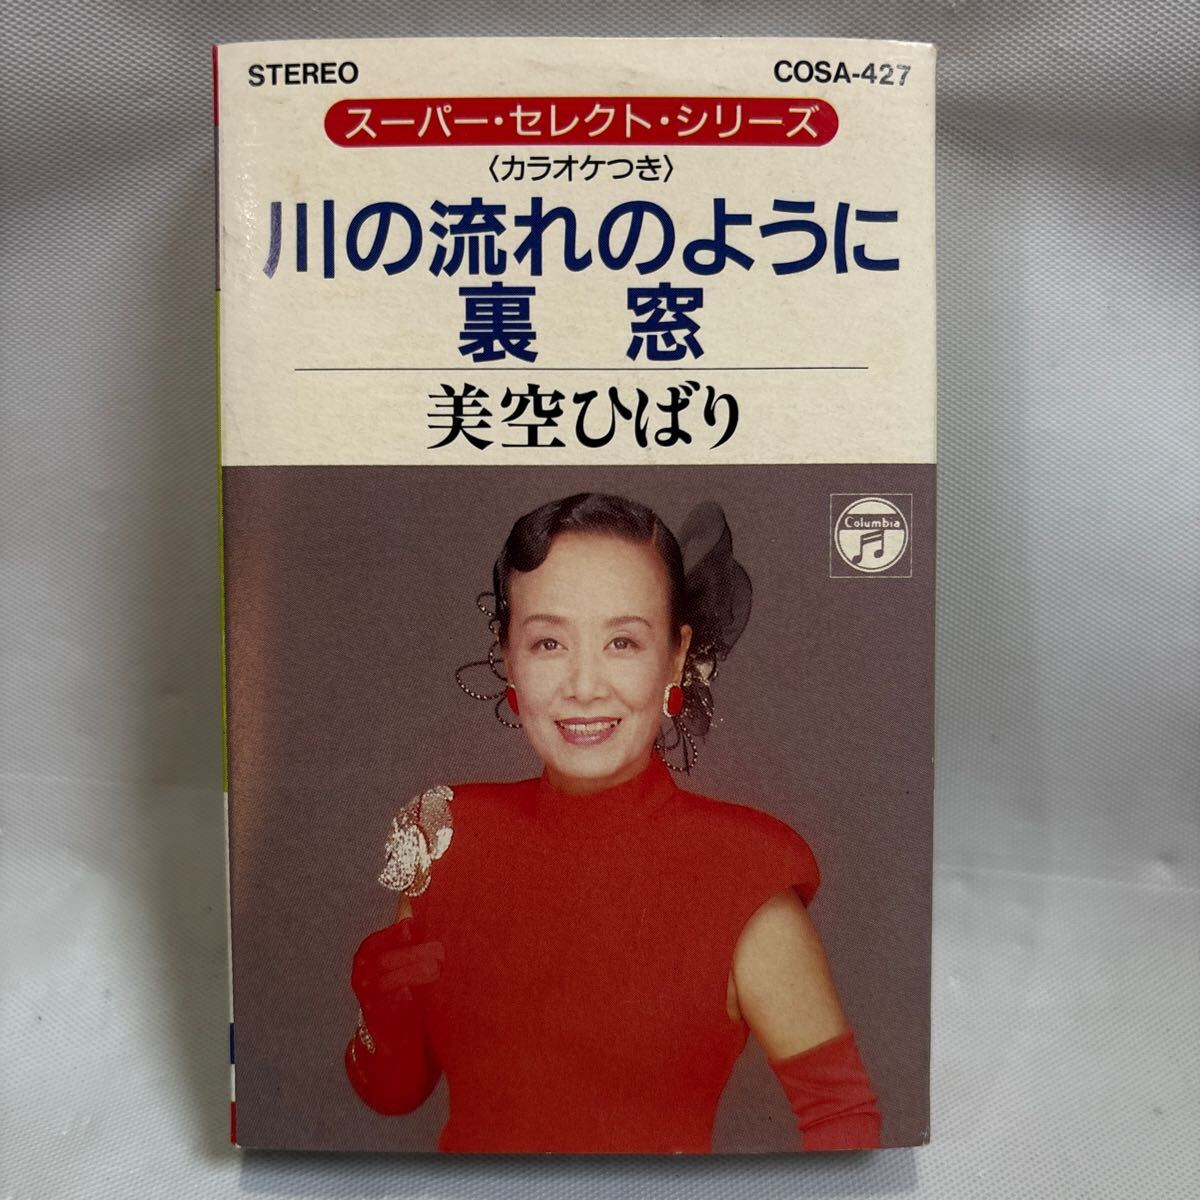 STEREO
COSA-427
スーパー・セレクト・シリーズ
〈カラオケつき〉
川の流れのように
裏 窓
美空ひばり
Columbia